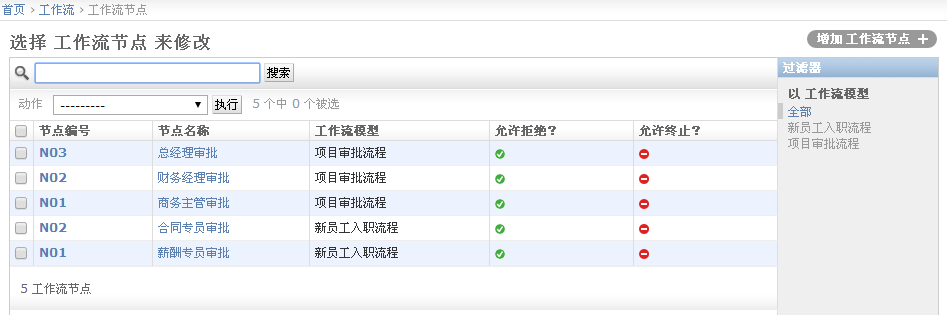 首页 › 工作流 › 工作流节点
选择 工作流节点 来修改
增加 工作流节点 +
搜索
过滤器
以 工作流模型
全部
新员工入职流程
项目审批流程
动作 --------- 执行 5 个中 0 个被选
节点编号 节点名称 工作流模型 允许拒绝? 允许终止?
N03 总经理审批 项目审批流程
N02 财务经理审批 项目审批流程
N01 商务主管审批 项目审批流程
N02 合同专员审批 新员工入职流程
N01 薪酬专员审批 新员工入职流程
5 工作流节点